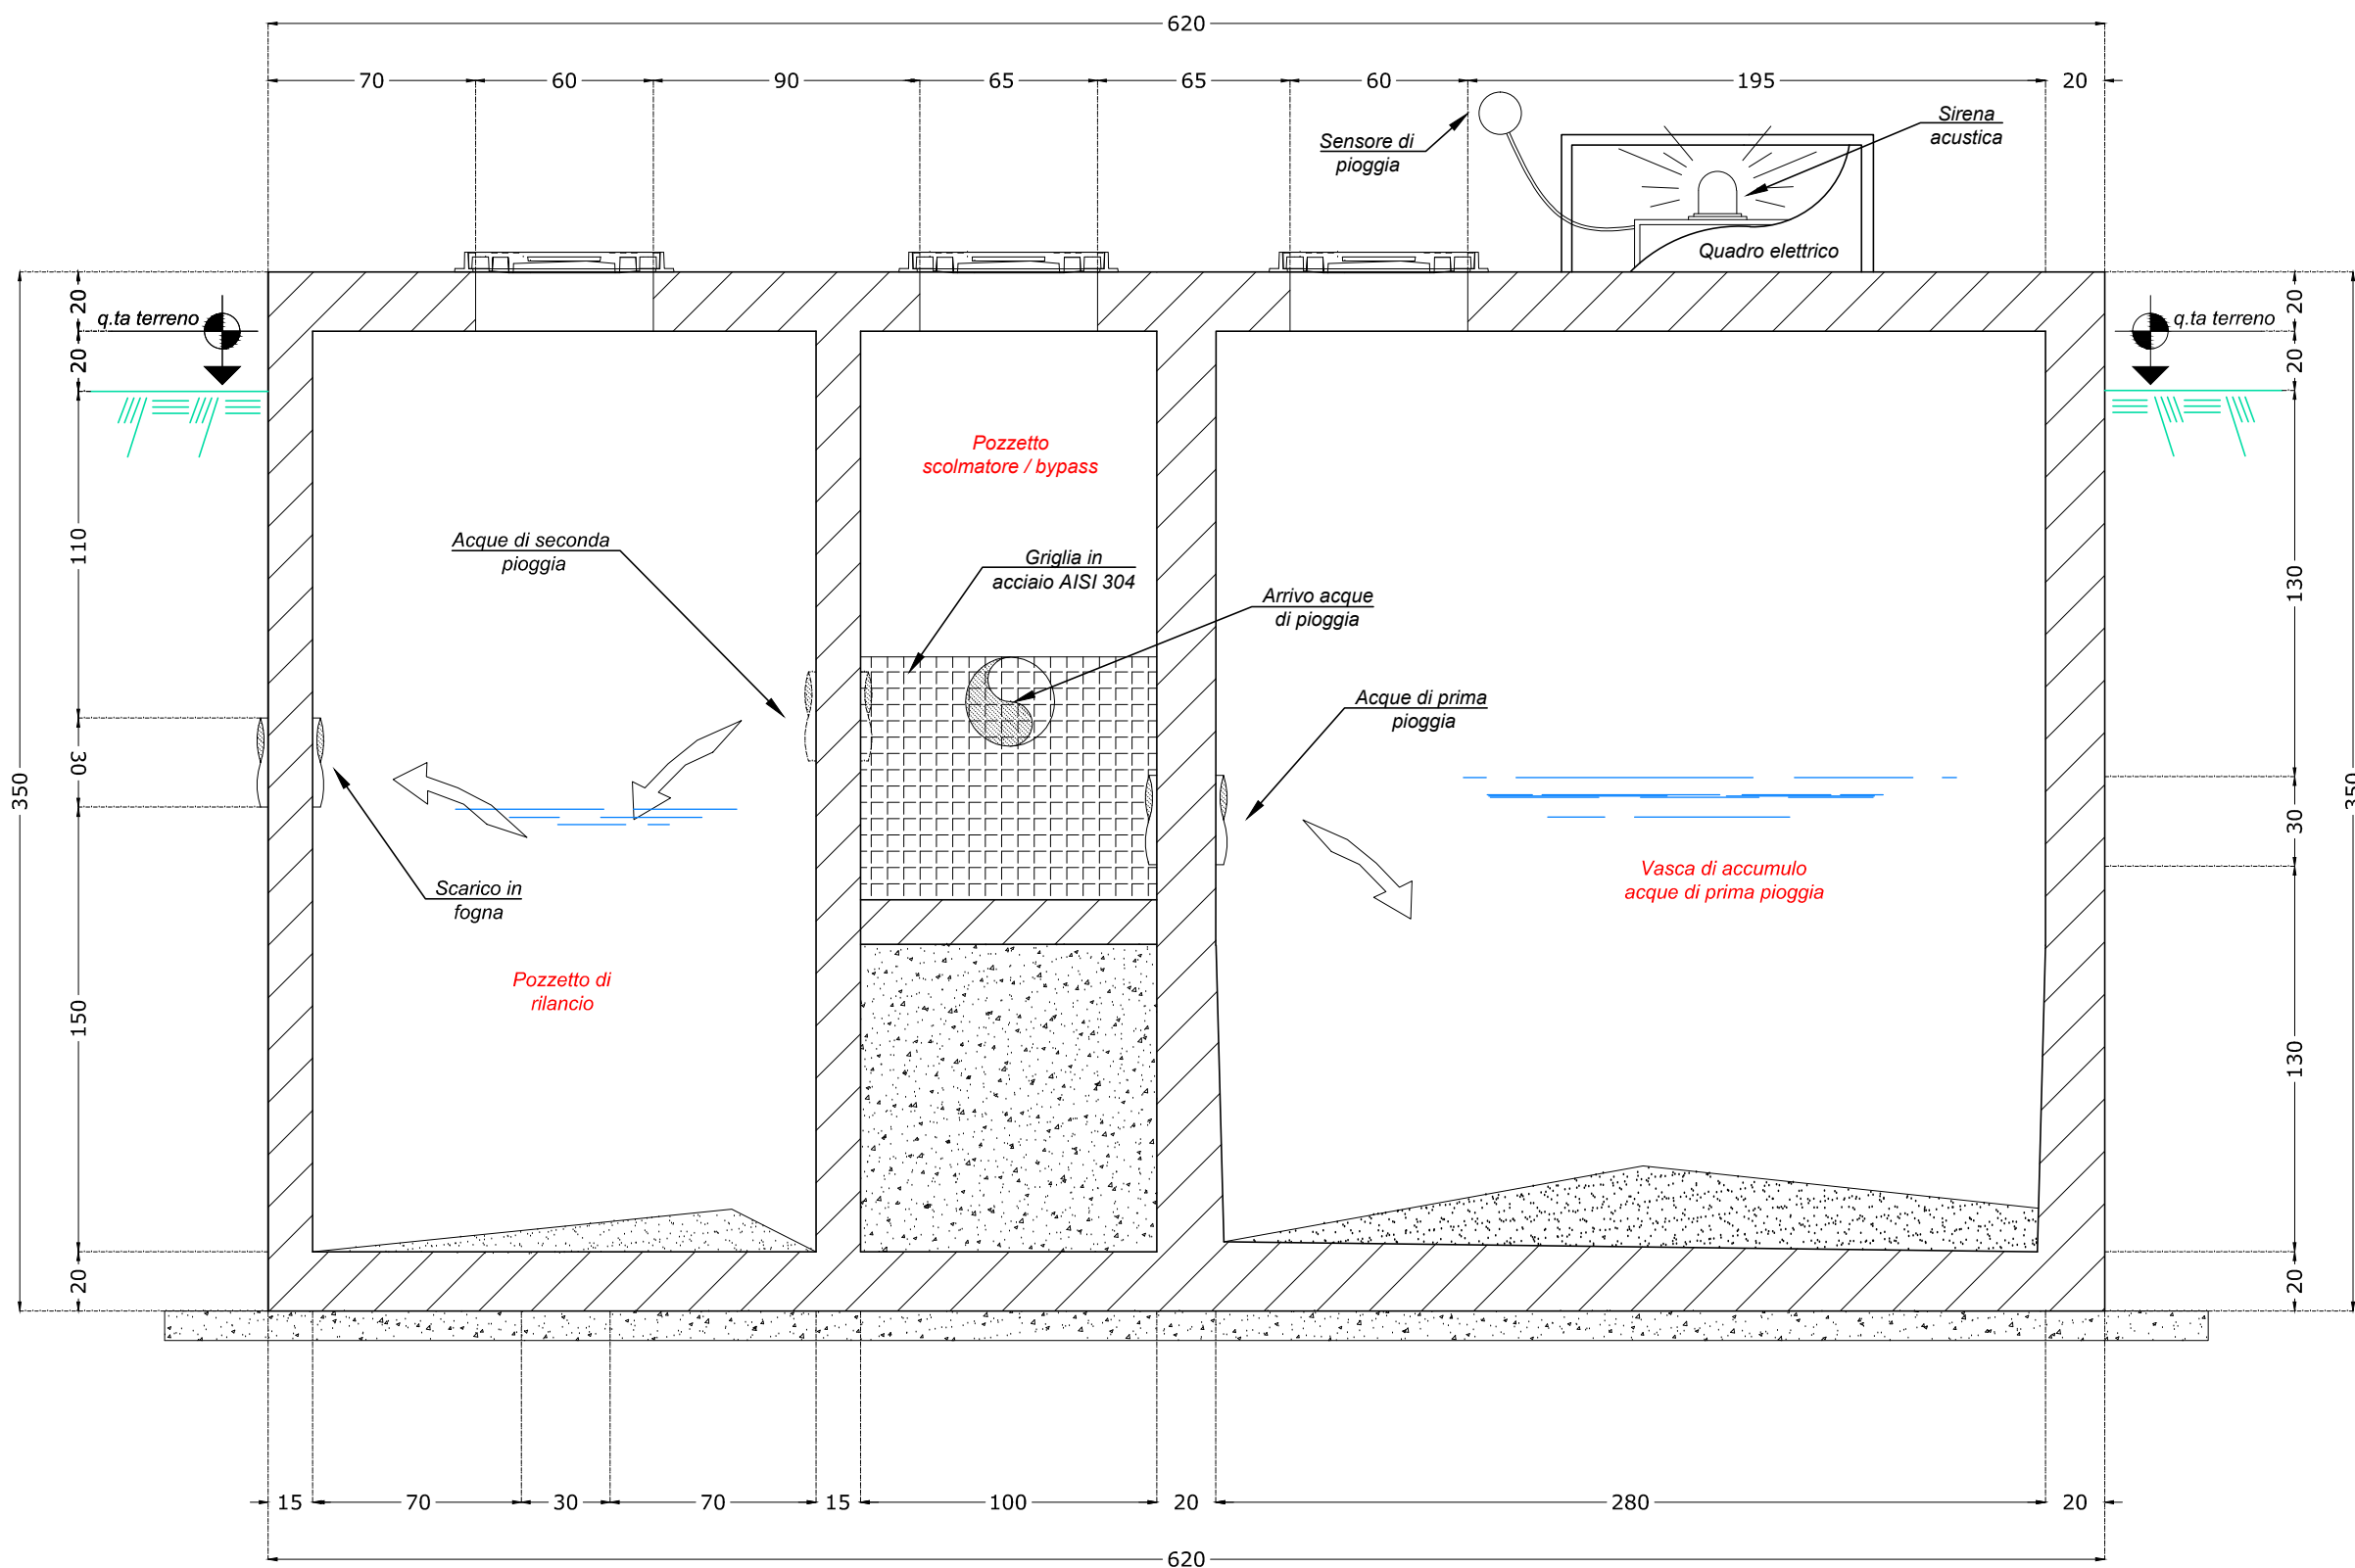 620
70 60 90 65 65 60 195 20
Sirena
acustica
Sensore di
pioggia
Quadro elettrico
20
20
q.ta terreno
q.ta terreno
20
20
Pozzetto
scolmatore / bypass
110
Acque di seconda
pioggia
Griglia in
acciaio AISI 304
Arrivo acque
di pioggia
130
Acque di prima
pioggia
30
350
350
30
Vasca di accumulo
acque di prima pioggia
Scarico in
fogna
Pozzetto di
rilancio
150
130
20
20
15 70 30 70 15 100 20 280 20
620